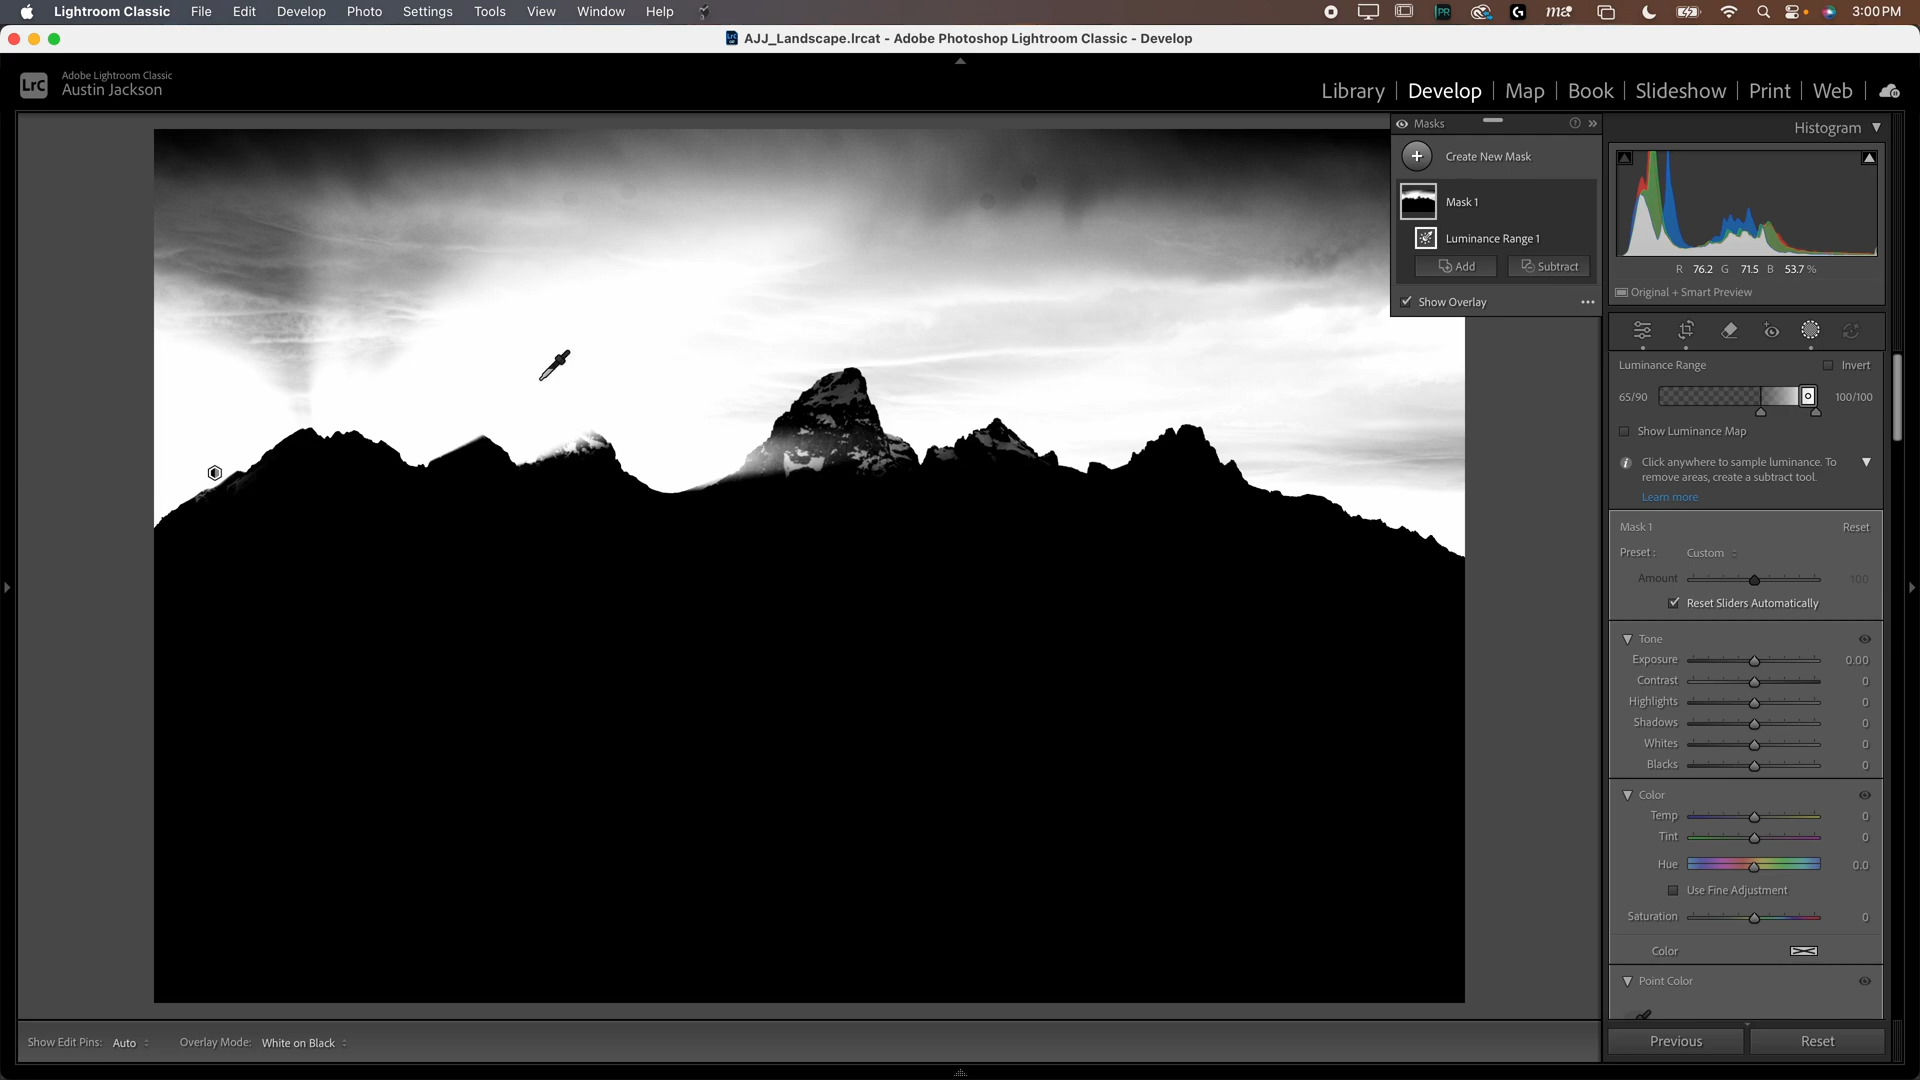 Lightroom Classic File Edit Develop Photo Settings Tools View Window Help 3:00 PM
AJJ_Landscape.lrcat - Adobe Photoshop Lightroom Classic - Develop
LrC
Adobe Lightroom Classic
Austin Jackson
Library | Develop | Map | Book | Slideshow | Print | Web
Masks
Create New Mask
Mask 1
Luminance Range 1
Add Subtract
Show Overlay
Histogram
R 76.2 G 71.5 B 53.7 %
Original + Smart Preview
Luminance Range Invert
65/90 100/100
Show Luminance Map
Click anywhere to sample luminance. To
remove areas, create a subtract tool.
Learn more
Mask 1 Reset
Preset : Custom
Amount 100
Reset Sliders Automatically
Tone
Exposure 0.00
Contrast 0
Highlights 0
Shadows 0
Whites 0
Blacks 0
Color
Temp 0
Tint 0
Hue 0.0
Use Fine Adjustment
Saturation 0
Color
Point Color
Previous Reset
Show Edit Pins: Auto Overlay Mode: White on Black